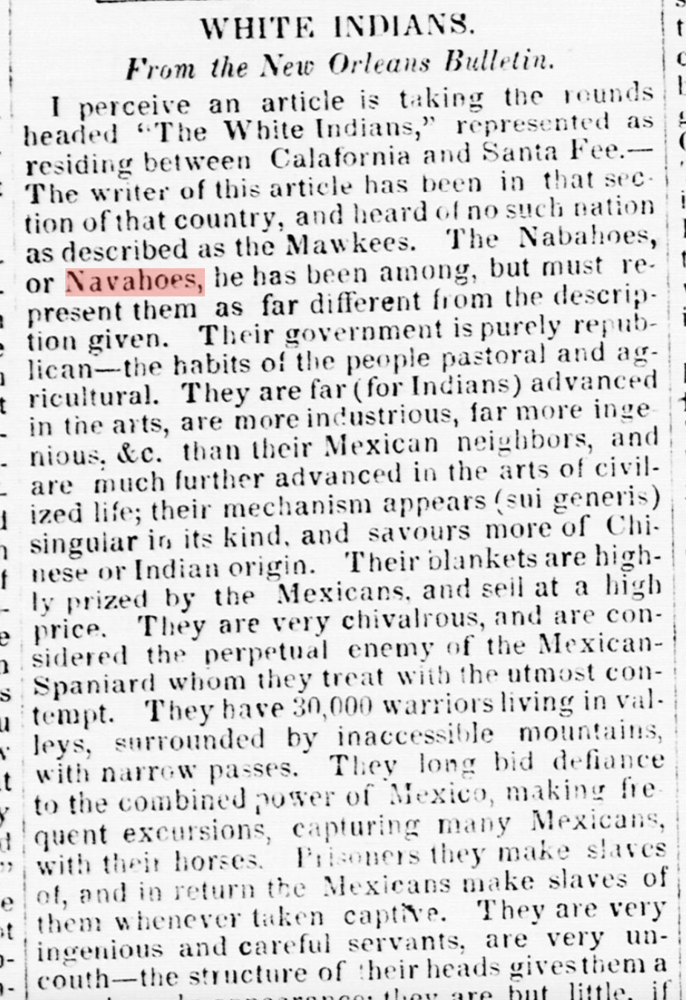 WHITE INDIANS.
From the New Orleans Bulletin.
I perceive an article is taking the rounds
headed "The White Indians," represented as
residing between Calafornia and Santa Fee.—
The writer of this article has been in that sec-
tion of that country, and heard of no such nation
as described as the Mawkees. The Nabahoes,
or Navahoes, he has been among, but must re-
present them as far different from the descrip-
tion given. Their government is purely repub-
lican—the habits of the people pastoral and ag-
ricultural. They are far (for Indians) advanced
in the arts, are more industrious, far more inge
nious, &c. than their Mexican neighbors, and
are much further advanced in the arts of civil-
ized life; their mechanism appears (sui generis)
singular in its kind, and savours more of Chi-
nese or Indian origin. Their blankets are high-
ly prized by the Mexicans, and sell at a high
price. They are very chivalrous, and are con-
sidered the perpetual enemy of the Mexican-
Spaniard whom they treat with the utmost con-
tempt. They have 30,000 warriors living in val-
leys, surrounded by inaccessible mountains,
with narrow passes. They long bid defiance
to the combined power of Mexico, making fre
quent excursions, capturing many Mexicans,
with their horses. Prisoners they make slaves
of, and in return the Mexicans make slaves of
them whenever taken captive. They are very
ingenious and careful servants, are very un-
couth—the structure of their heads gives them a
appearance; they are but little, if